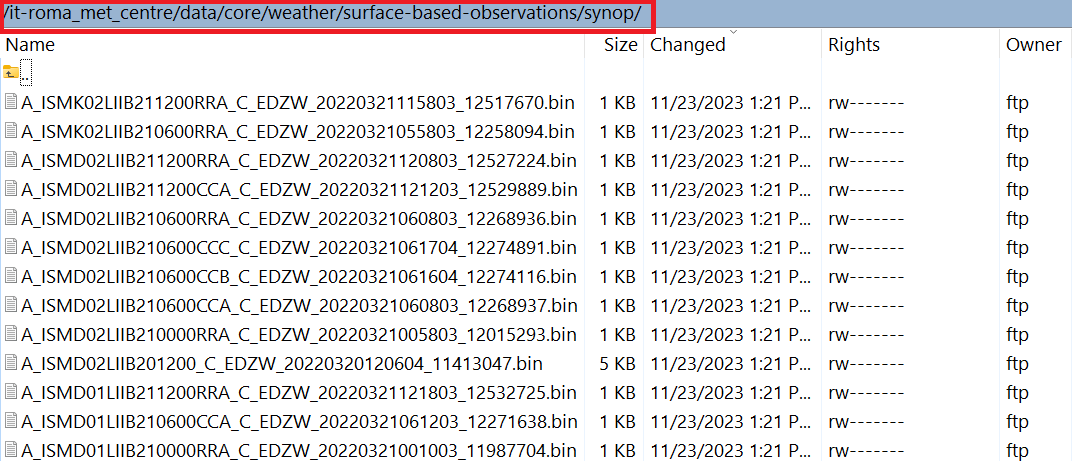 /it-roma_met_centre/data/core/weather/surface-based-observations/synop/
Name Size Changed Rights Owner
..
A_ISMK02LIIB211200RRA_C_EDZW_20220321115803_12517670.bin 1 KB 11/23/2023 1:21 P... rw------- ftp
A_ISMK02LIIB210600RRA_C_EDZW_20220321055803_12258094.bin 1 KB 11/23/2023 1:21 P... rw------- ftp
A_ISMD02LIIB211200RRA_C_EDZW_20220321120803_12527224.bin 1 KB 11/23/2023 1:21 P... rw------- ftp
A_ISMD02LIIB211200CCA_C_EDZW_20220321121203_12529889.bin 1 KB 11/23/2023 1:21 P... rw------- ftp
A_ISMD02LIIB210600RRA_C_EDZW_20220321060803_12268936.bin 1 KB 11/23/2023 1:21 P... rw------- ftp
A_ISMD02LIIB210600CCC_C_EDZW_20220321061704_12274891.bin 1 KB 11/23/2023 1:21 P... rw------- ftp
A_ISMD02LIIB210600CCB_C_EDZW_20220321061604_12274116.bin 1 KB 11/23/2023 1:21 P... rw------- ftp
A_ISMD02LIIB210600CCA_C_EDZW_20220321060803_12268937.bin 1 KB 11/23/2023 1:21 P... rw------- ftp
A_ISMD02LIIB210000RRA_C_EDZW_20220321005803_12015293.bin 1 KB 11/23/2023 1:21 P... rw------- ftp
A_ISMD02LIIB201200_C_EDZW_20220320120604_11413047.bin 5 KB 11/23/2023 1:21 P... rw------- ftp
A_ISMD01LIIB211200RRA_C_EDZW_20220321121803_12532725.bin 1 KB 11/23/2023 1:21 P... rw------- ftp
A_ISMD01LIIB210600CCA_C_EDZW_20220321061203_12271638.bin 1 KB 11/23/2023 1:21 P... rw------- ftp
A_ISMD01LIIB210000RRA_C_EDZW_20220321001003_11987704.bin 1 KB 11/23/2023 1:21 P... rw------- ftp